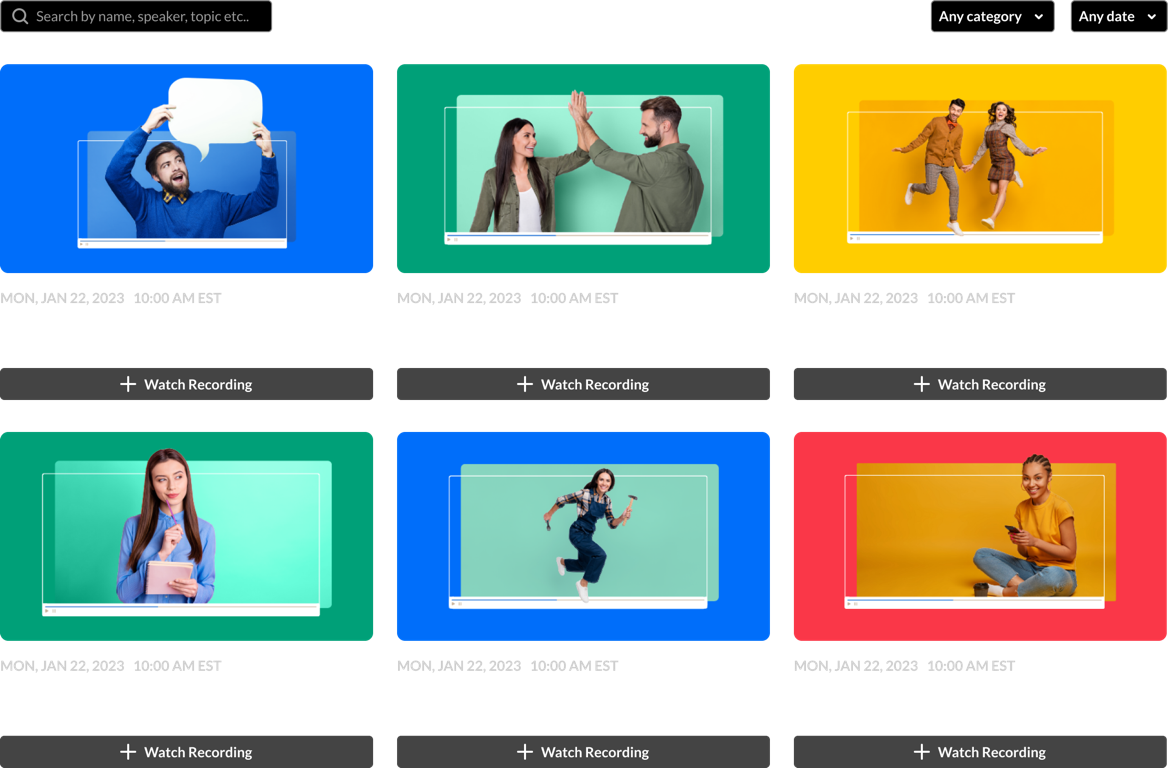 Search by name, speaker, topic etc..
Any category
Any date
MON, JAN 22, 2023 10:00 AM EST
MON, JAN 22, 2023 10:00 AM EST
MON, JAN 22, 2023 10:00 AM EST
Watch Recording
Watch Recording
Watch Recording
MON, JAN 22, 2023 10:00 AM EST
MON, JAN 22, 2023 10:00 AM EST
MON, JAN 22, 2023 10:00 AM EST
Watch Recording
Watch Recording
Watch Recording